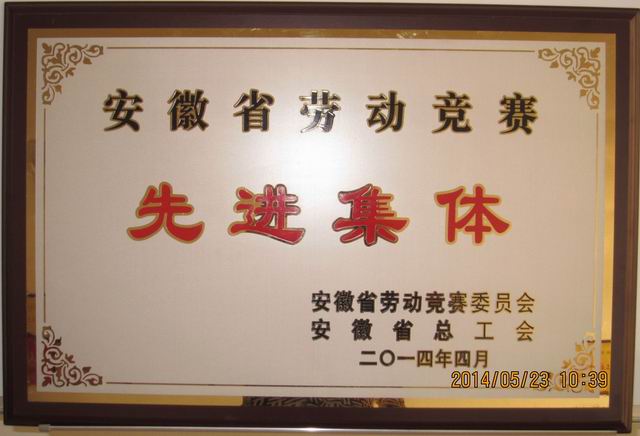 安徽省劳动竞赛
先进集体
安徽省劳动竞赛委员会
安徽省总工会
二〇一四年四月
2014/05/23 10:39